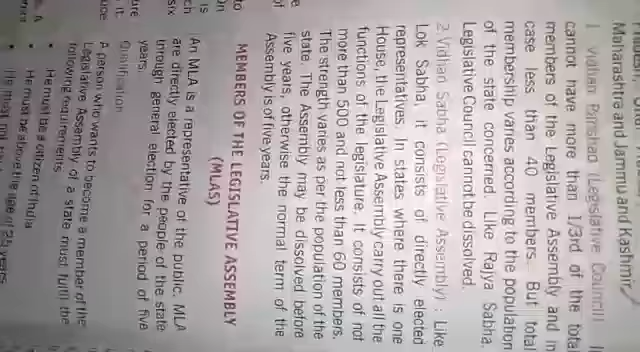 Maharashtra and Jammu and Kashmir
1. Vidhan Parishad (Legislative Council)
cannot have more than 1/3rd of the total
members of the Legislative Assembly and in
case less than 40 members. But total
membership varies according to the population
of the state concerned. Like Rajya Sabha,
Legislative Council cannot be dissolved.
2. Vidhan Sabha (Legislative Assembly) : Like
Lok Sabha, it consists of directly elected
representatives. In states where there is one
House, the Legislative Assembly carry out all the
functions of the legislature. It consists of not
more than 500 and not less than 60 members.
The strength varies as per the population of the
state. The Assembly may be dissolved before
five years, otherwise the normal term of the
Assembly is of five years.
MEMBERS OF THE LEGISLATIVE ASSEMBLY
(MLAS)
An MLA is a representative of the public. MLA
are directly elected by the people of the state
through general election for a period of five
years.
Qualification
A person who wants to become a member of the
Legislative Assembly of a state must fulfil the
following requirements
• He must be a citizen of India
• He must be above the age of 25 years
• He must